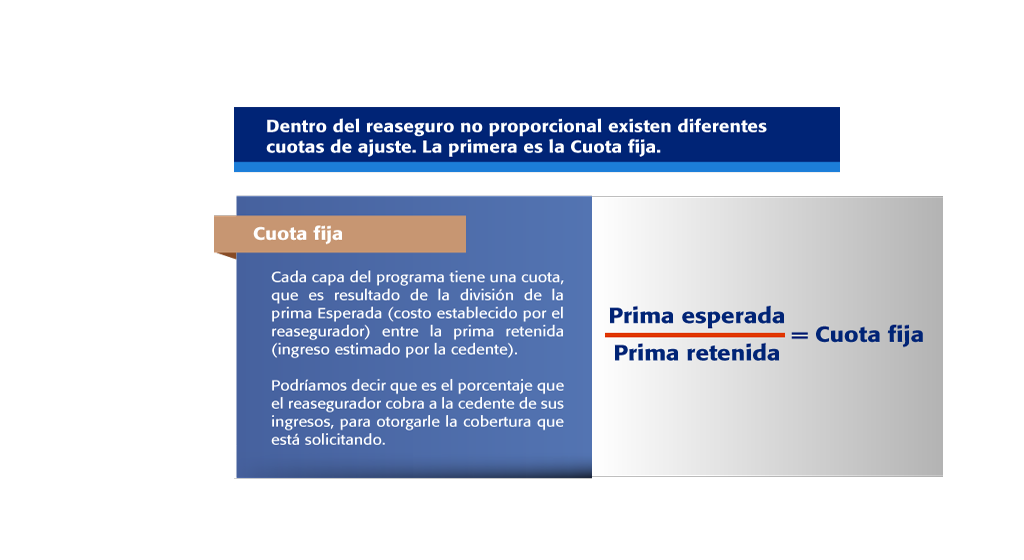 Dentro del reaseguro no proporcional existen diferentes
cuotas de ajuste. La primera es la Cuota fija.
Cuota fija
Cada capa del programa tiene una cuota,
que es resultado de la división de la
prima Esperada (costo establecido por el
reasegurador) entre la prima retenida
(ingreso estimado por la cedente).
Podríamos decir que es el porcentaje que
el reasegurador cobra a la cedente de sus
ingresos, para otorgarle la cobertura que
está solicitando.
Prima esperada
= Cuota fija
Prima retenida